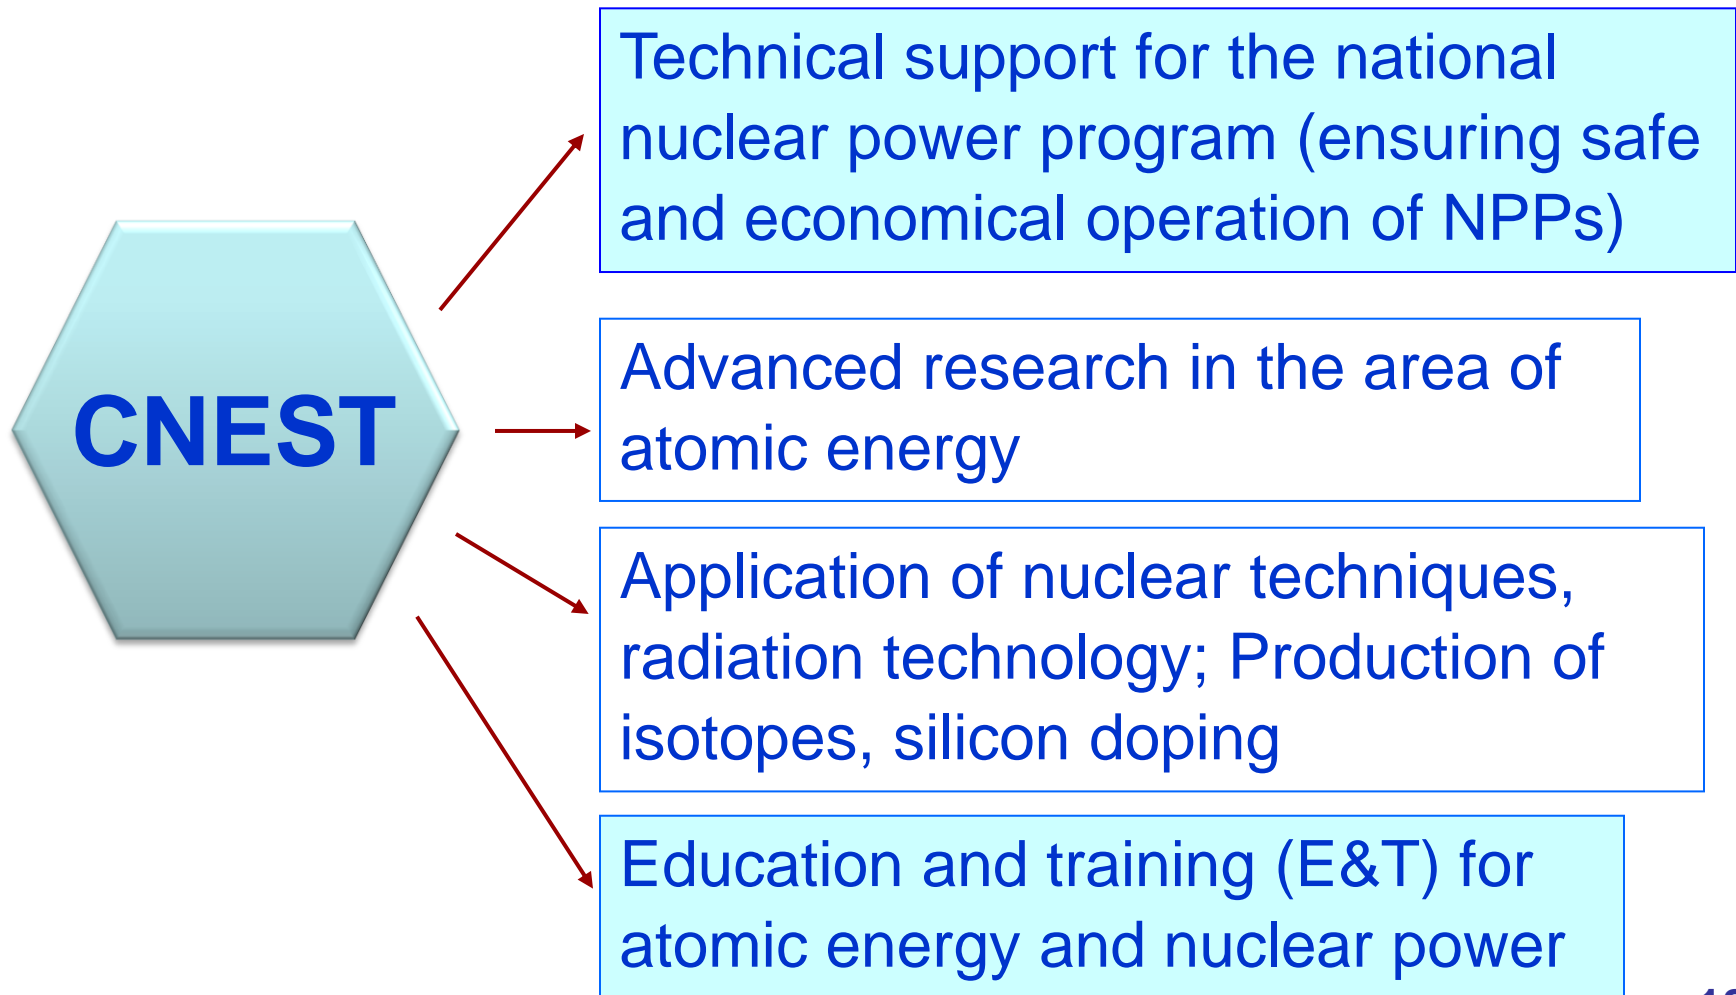 Technical support for the national
nuclear power program (ensuring safe
and economical operation of NPPs)
CNEST
Advanced research in the area of
atomic energy
Application of nuclear techniques,
radiation technology; Production of
isotopes, silicon doping
Education and training (E&T) for
atomic energy and nuclear power